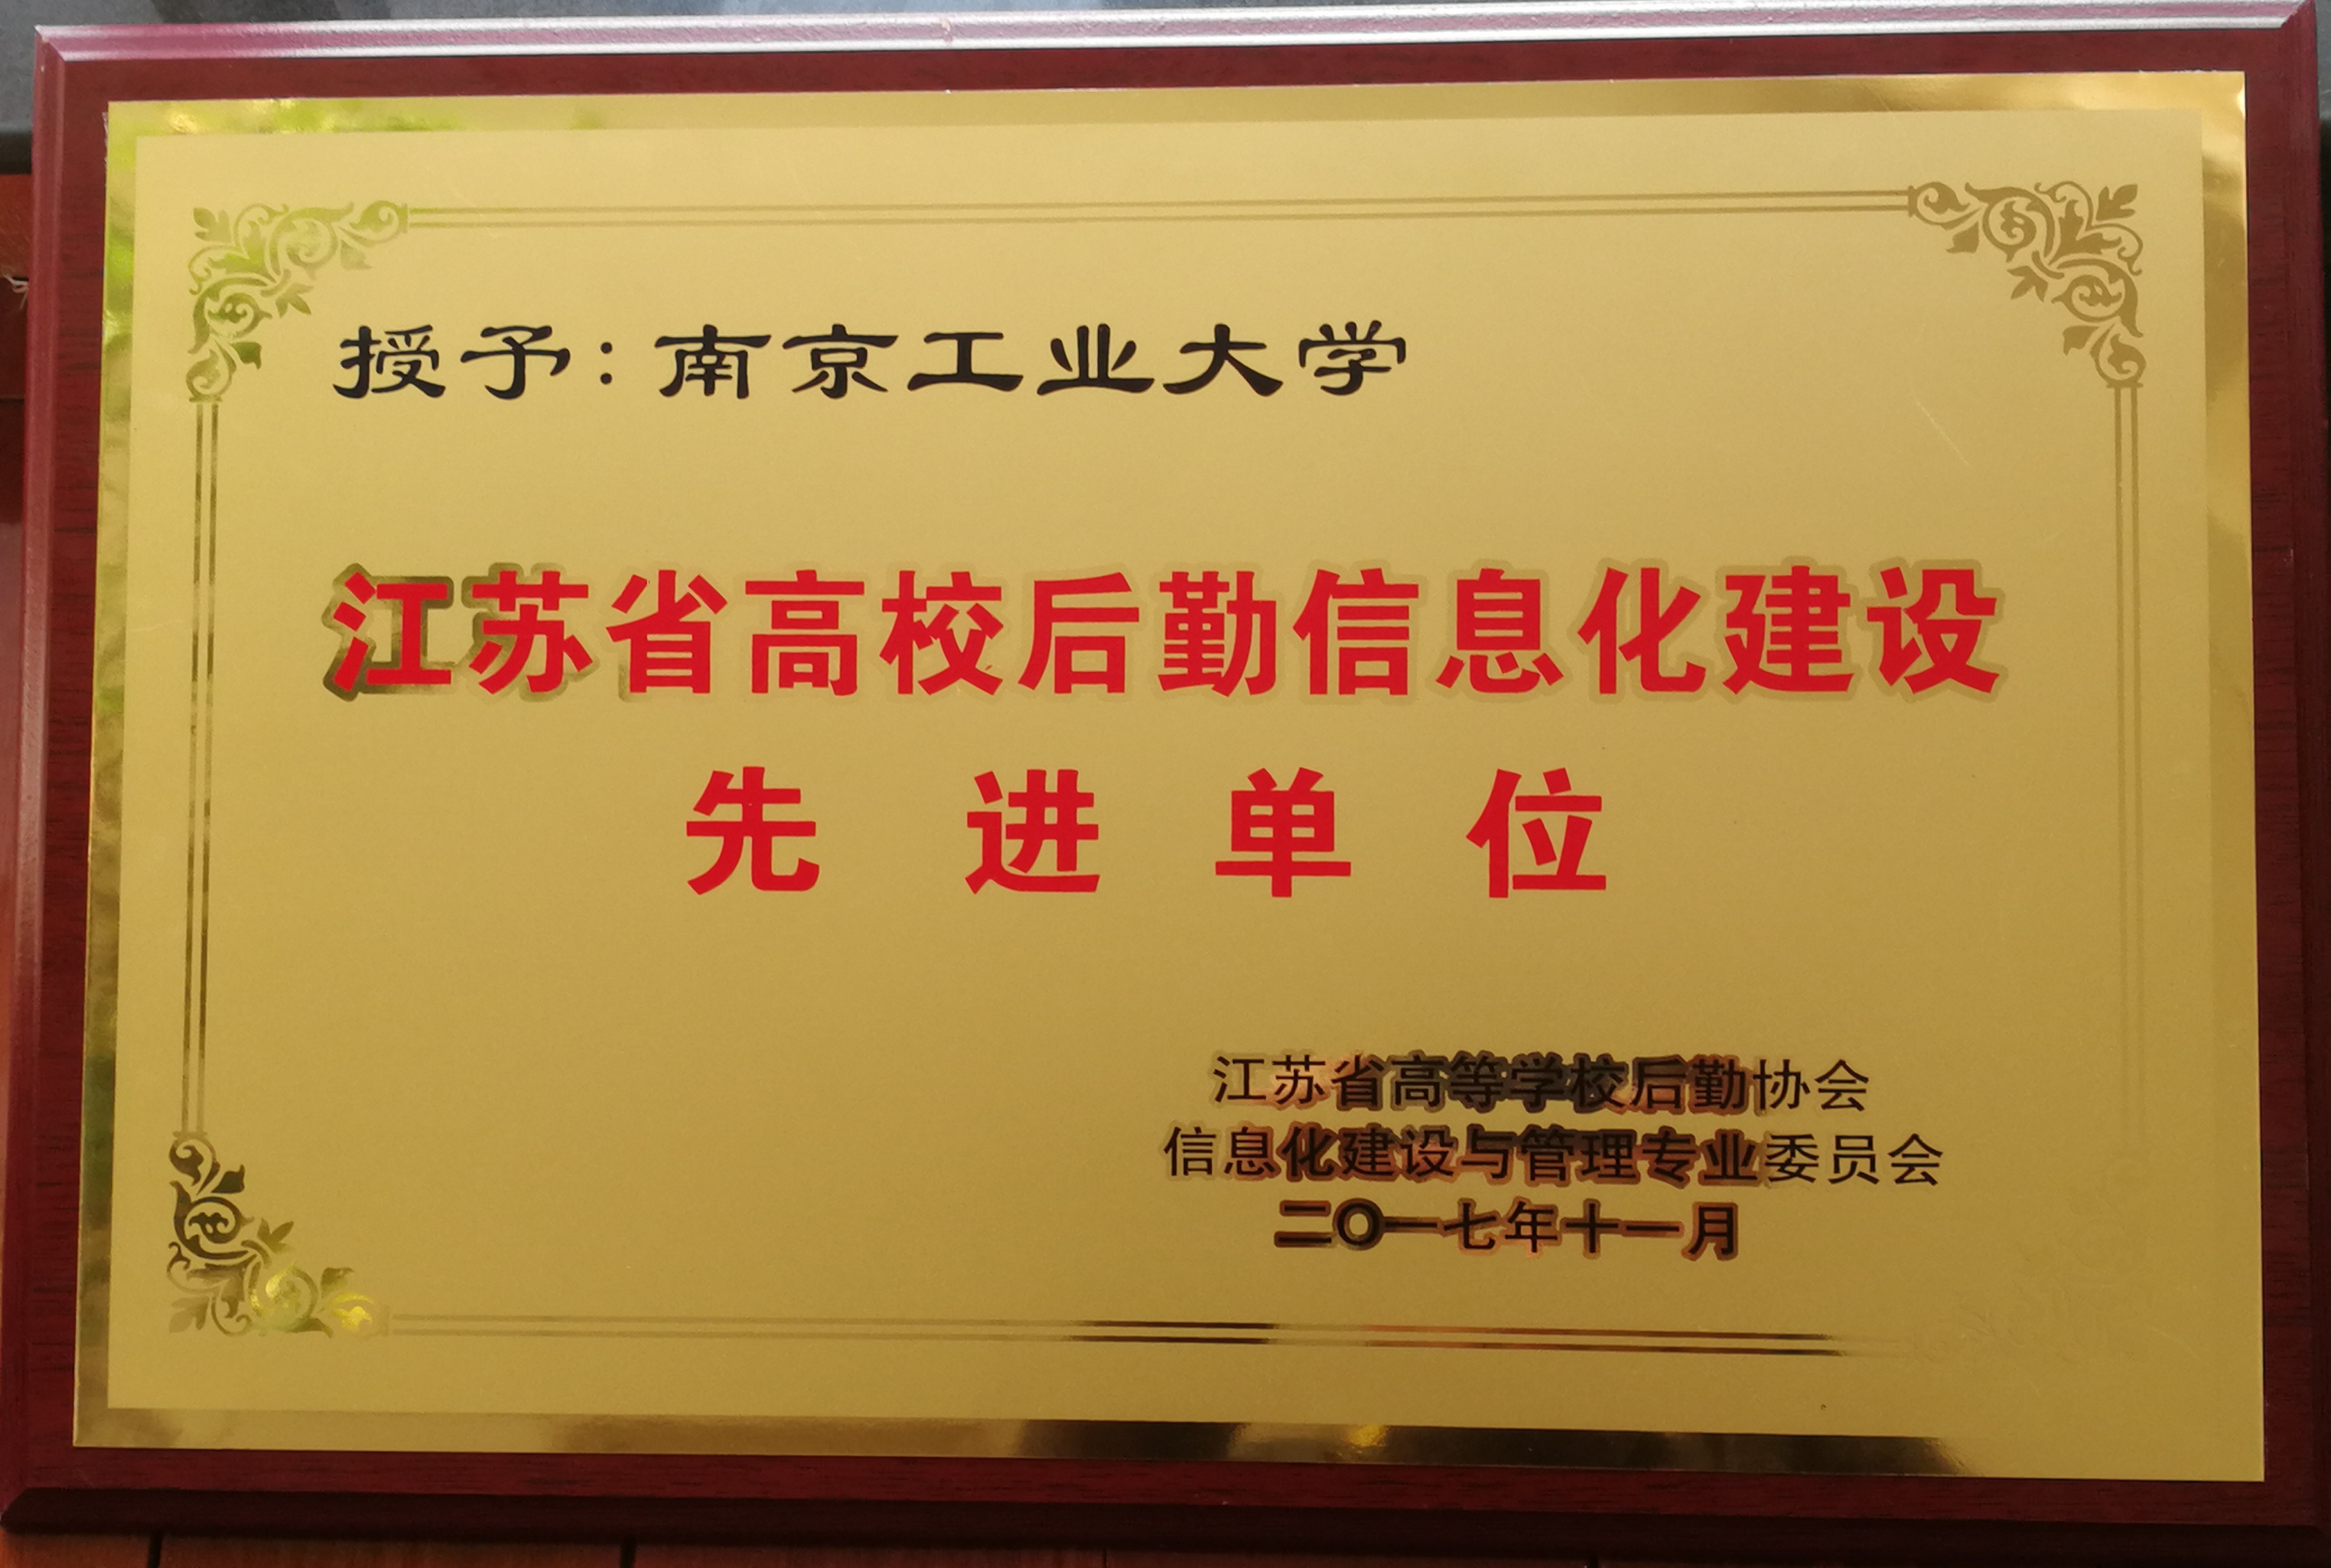 授予：南京工业大学
江苏省高校后勤信息化建设
先进单位
江苏省高等学校后勤协会
信息化建设与管理专业委员会
二〇一七年十一月